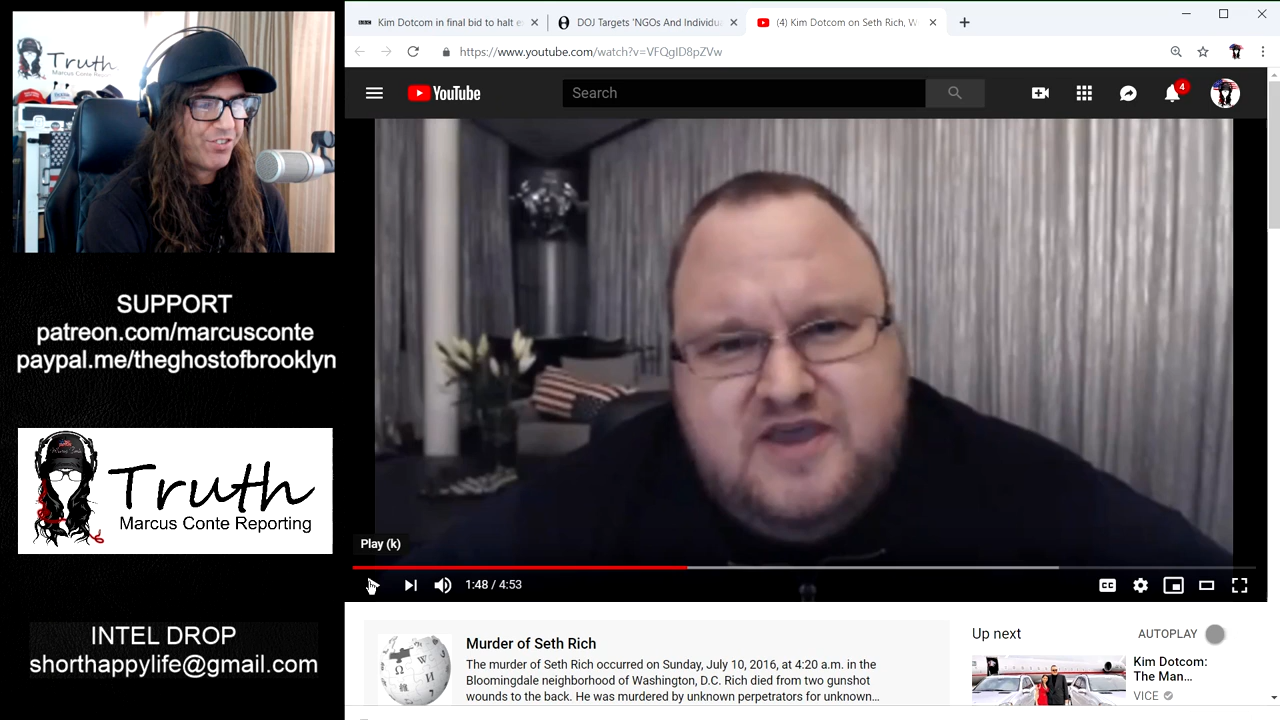 Truth
Marcus Conte Reporting
SUPPORT
patreon.com/marcusconte
paypal.me/theghostofbrooklyn
Truth
Marcus Conte Reporting
INTEL DROP
shorthappylife@gmail.com
BBC Kim Dotcom in final bid to halt e
DOJ Targets 'NGOs And Individu
(4) Kim Dotcom on Seth Rich, W
https://www.youtube.com/watch?v=VFQgID8pZVw
YouTube
Search
4
Play (k)
1:48 / 4:53
CC
Murder of Seth Rich
The murder of Seth Rich occurred on Sunday, July 10, 2016, at 4:20 a.m. in the
Bloomingdale neighborhood of Washington, D.C. Rich died from two gunshot
wounds to the back. He was murdered by unknown perpetrators for unknown...
Up next
AUTOPLAY
Kim Dotcom:
The Man...
VICE